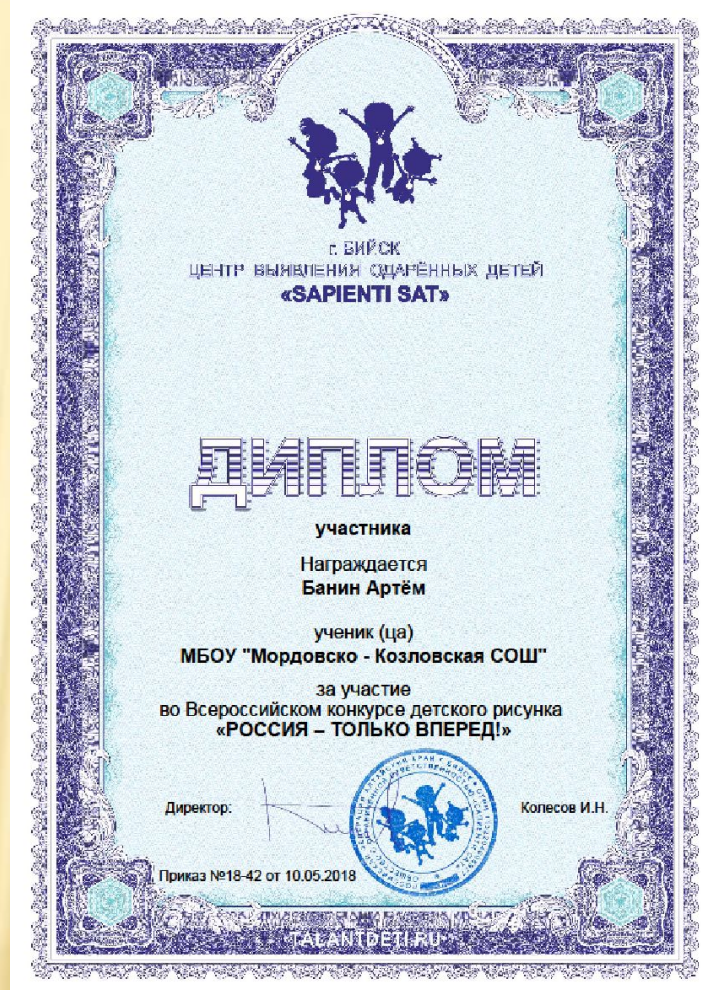 г. БИЙСК
ЦЕНТР ВЫЯВЛЕНИЯ ОДАРЁННЫХ ДЕТЕЙ
«SAPIENTI SAT»
ДИПЛОМ
участника
Награждается
Банин Артём
ученик (ца)
МБОУ "Мордовско - Козловская СОШ"
за участие
во Всероссийском конкурсе детского рисунка
«РОССИЯ – ТОЛЬКО ВПЕРЕД!»
Директор:
Колесов И.Н.
Приказ №18-42 от 10.05.2018
TALANTDETI.RU